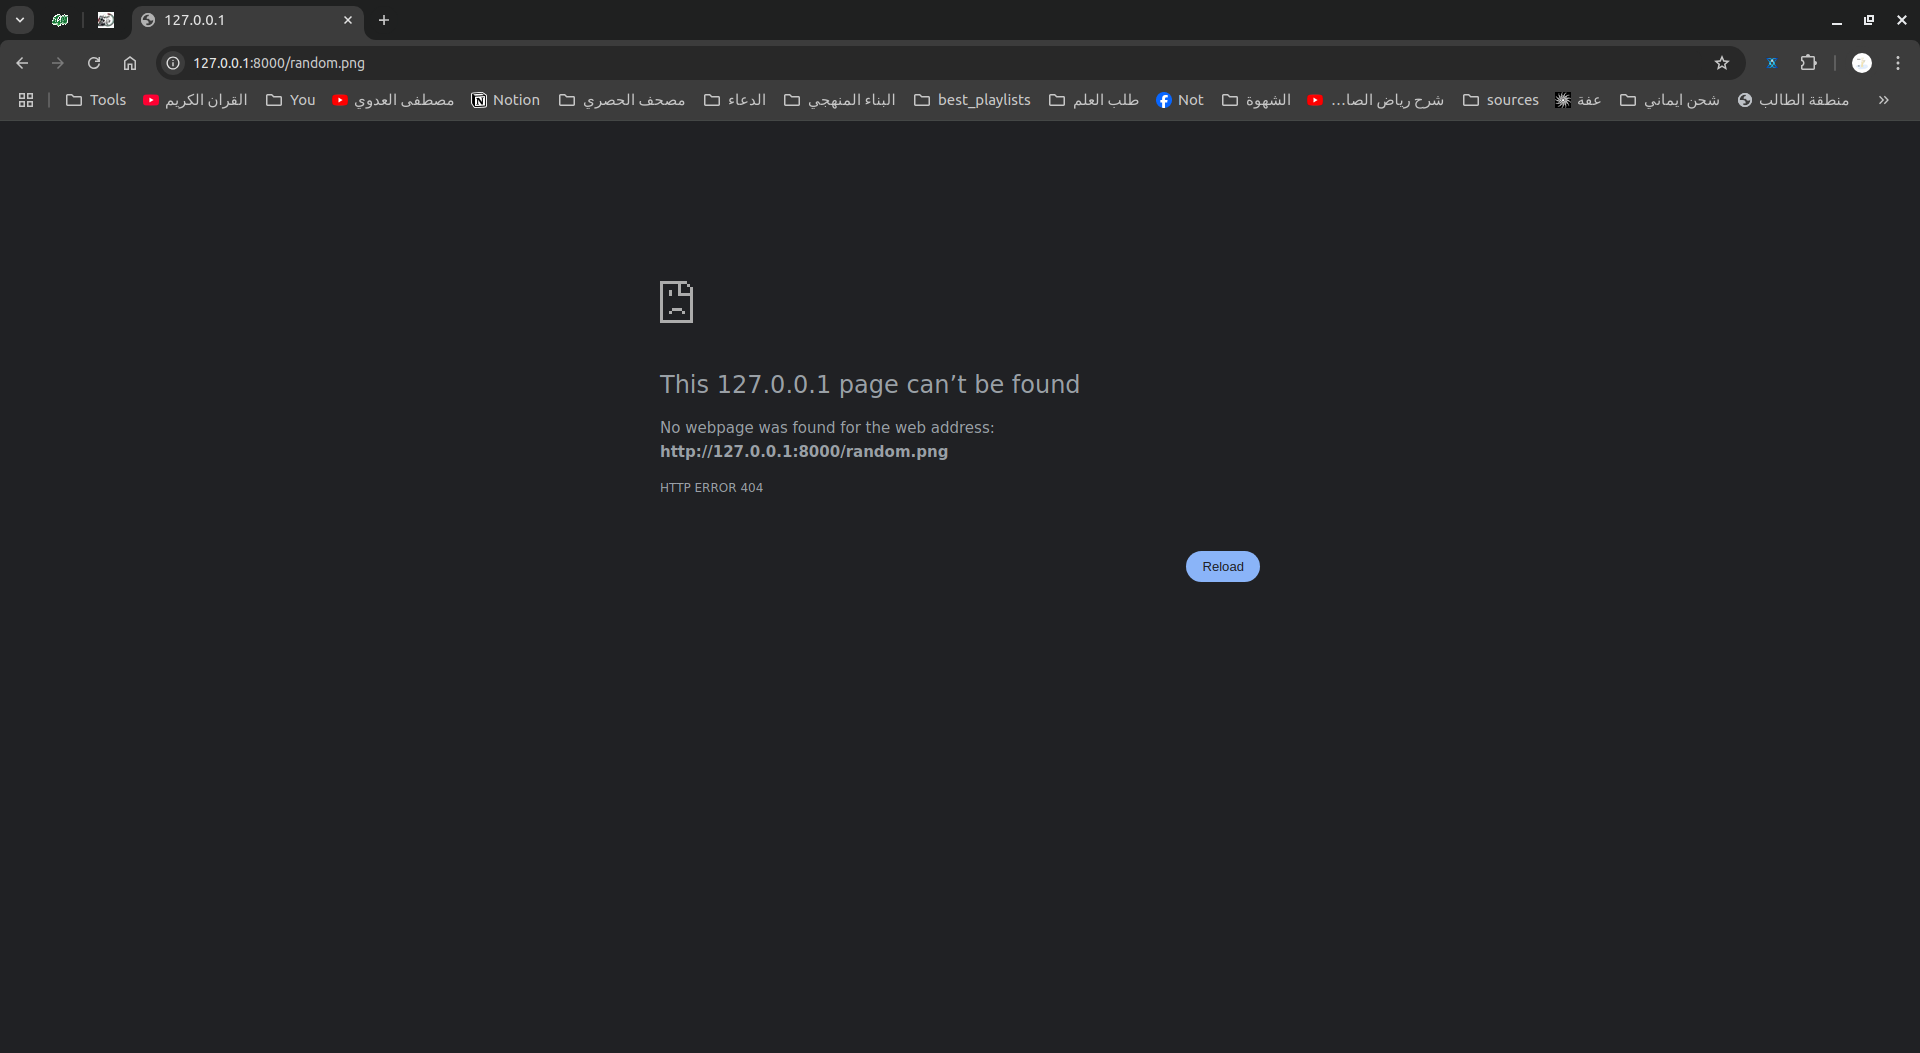 127.0.0.1
127.0.0.1:8000/random.png
Tools القران الكريم You مصطفى العدوي Notion مصحف الحصري الدعاء البناء المنهجي best_playlists طلب العلم Not الشهوة شرح رياض الصا... sources عفة شحن ايماني منطقة الطالب
This 127.0.0.1 page can’t be found
No webpage was found for the web address:
http://127.0.0.1:8000/random.png
HTTP ERROR 404
Reload